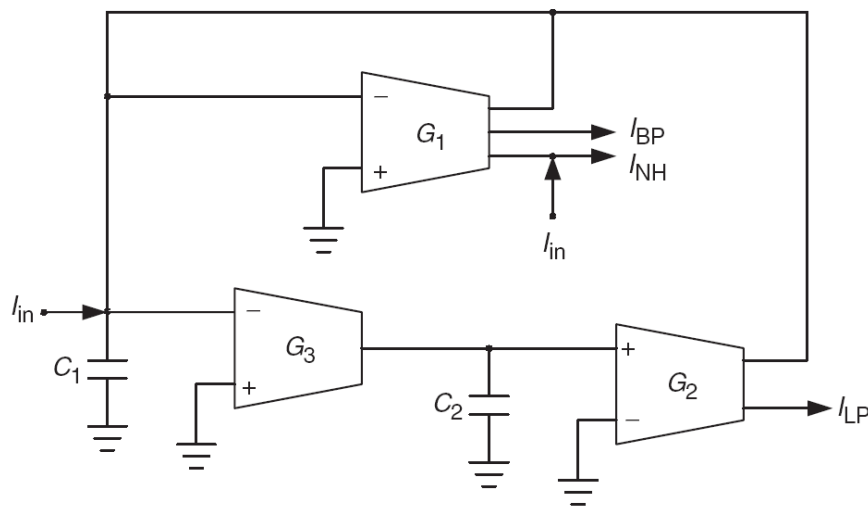 −
G1
+
IBP
INH
Iin
Iin
−
G3
+
C1
C2
+
G2
−
ILP